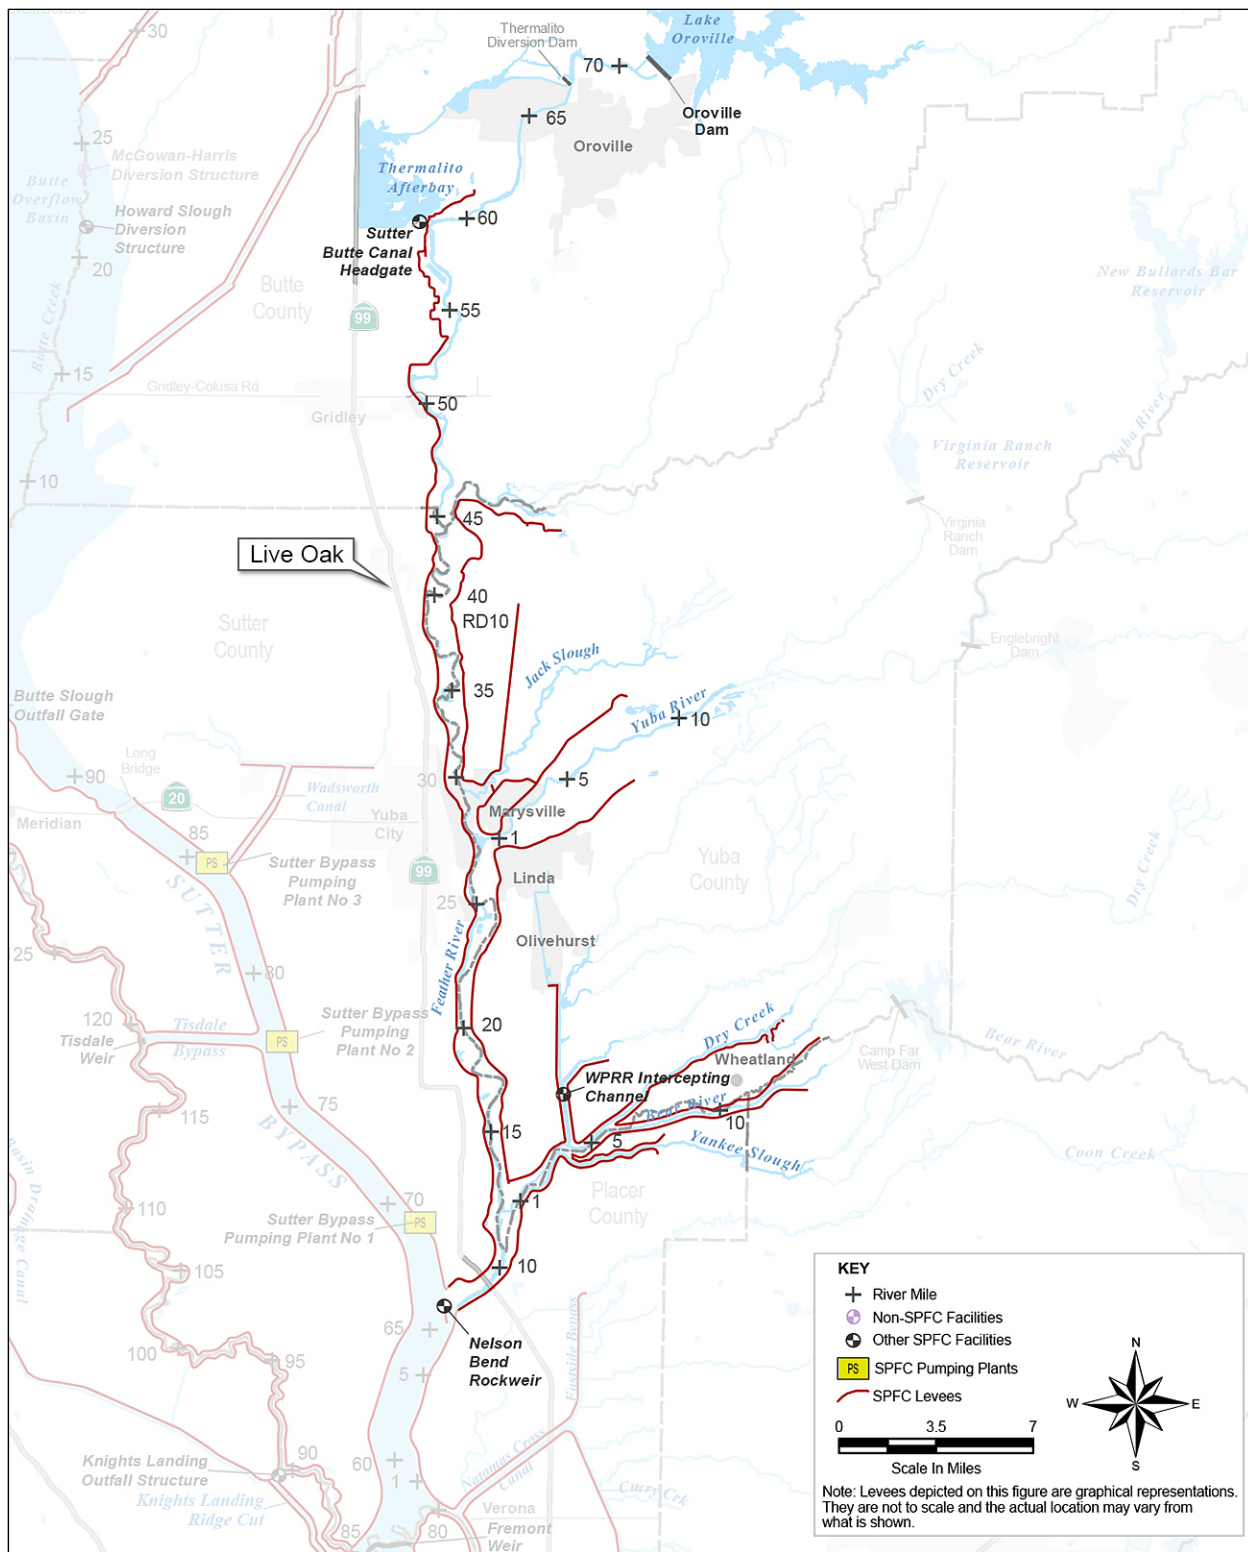 30
Thermalito
Diversion Dam
Lake
Oroville
70
Oroville
Dam
65
Oroville
25
McGowan-Harris
Diversion Structure
Butte
Overflow
Basin
Howard Slough
Diversion
Structure
20
Thermalito
Afterbay
60
Sutter
Butte Canal
Headgate
Butte
County
99
55
New Bullards Bar
Reservoir
Butte Creek
15
Gridley-Colusa Rd
Gridley
50
Dry Creek
Yuba River
Virginia Ranch
Reservoir
10
45
Virginia
Ranch
Dam
Live Oak
40
RD10
Sutter
County
Englebright
Dam
Jack Slough
35
Butte Slough
Outfall Gate
Yuba River
10
Long
Bridge
90
20
Wadsworth
Canal
30
5
Meridian
85
Yuba
City
Marysville
1
PS
Sutter Bypass
Pumping
Plant No 3
99
Linda
Yuba
County
Dry Creek
SUTTER
25
Olivehurst
25
80
Feather River
120
Tisdale
Weir
Tisdale
Bypass
PS
Sutter Bypass
Pumping
Plant No 2
20
Dry Creek
Wheatland
Camp Far
West Dam
Bear River
WPRR Intercepting
Channel
115
75
BYPASS
15
Bear River
10
5
Yankee Slough
Coon Creek
Basin Drainage Canal
110
70
Sutter Bypass
Pumping Plant No 1
PS
1
Placer
County
105
10
65
Nelson
Bend
Rockweir
100
95
5
Eastside Bypass
Knights Landing
Outfall Structure
90
60
1
Natomas Cross
Canal
Curry Crk
Knights Landing
Ridge Cut
85
80
Verona
Fremont
Weir
KEY
River Mile
Non-SPFC Facilities
Other SPFC Facilities
PS SPFC Pumping Plants
SPFC Levees
0 3.5 7
Scale In Miles
N
W E
S
Note: Levees depicted on this figure are graphical representations.
They are not to scale and the actual location may vary from
what is shown.